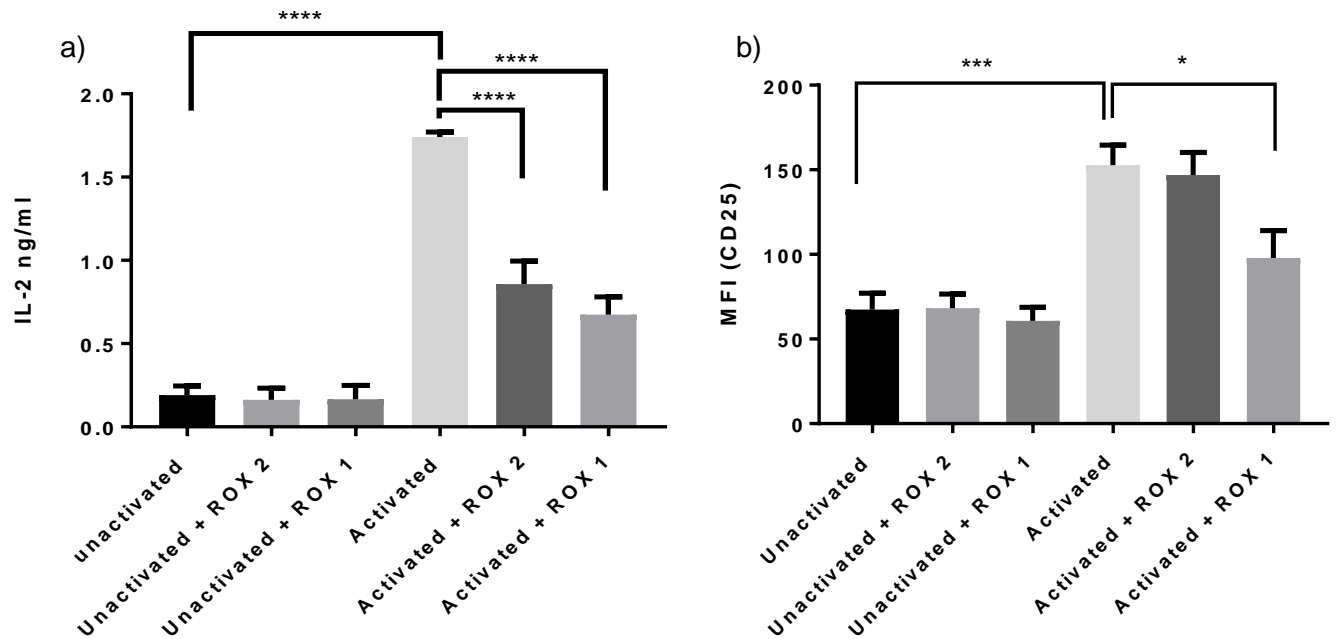 a)
****
****
****
2.0
1.5
1.0
0.5
0.0
IL-2 ng/ml
unactivated
Unactivated + ROX 2
Unactivated + ROX 1
Activated
Activated + ROX 2
Activated + ROX 1
b)
***
*
200
150
100
50
0
MFI (CD25)
Unactivated
Unactivated + ROX 2
Unactivated + ROX 1
Activated
Activated + ROX 2
Activated + ROX 1